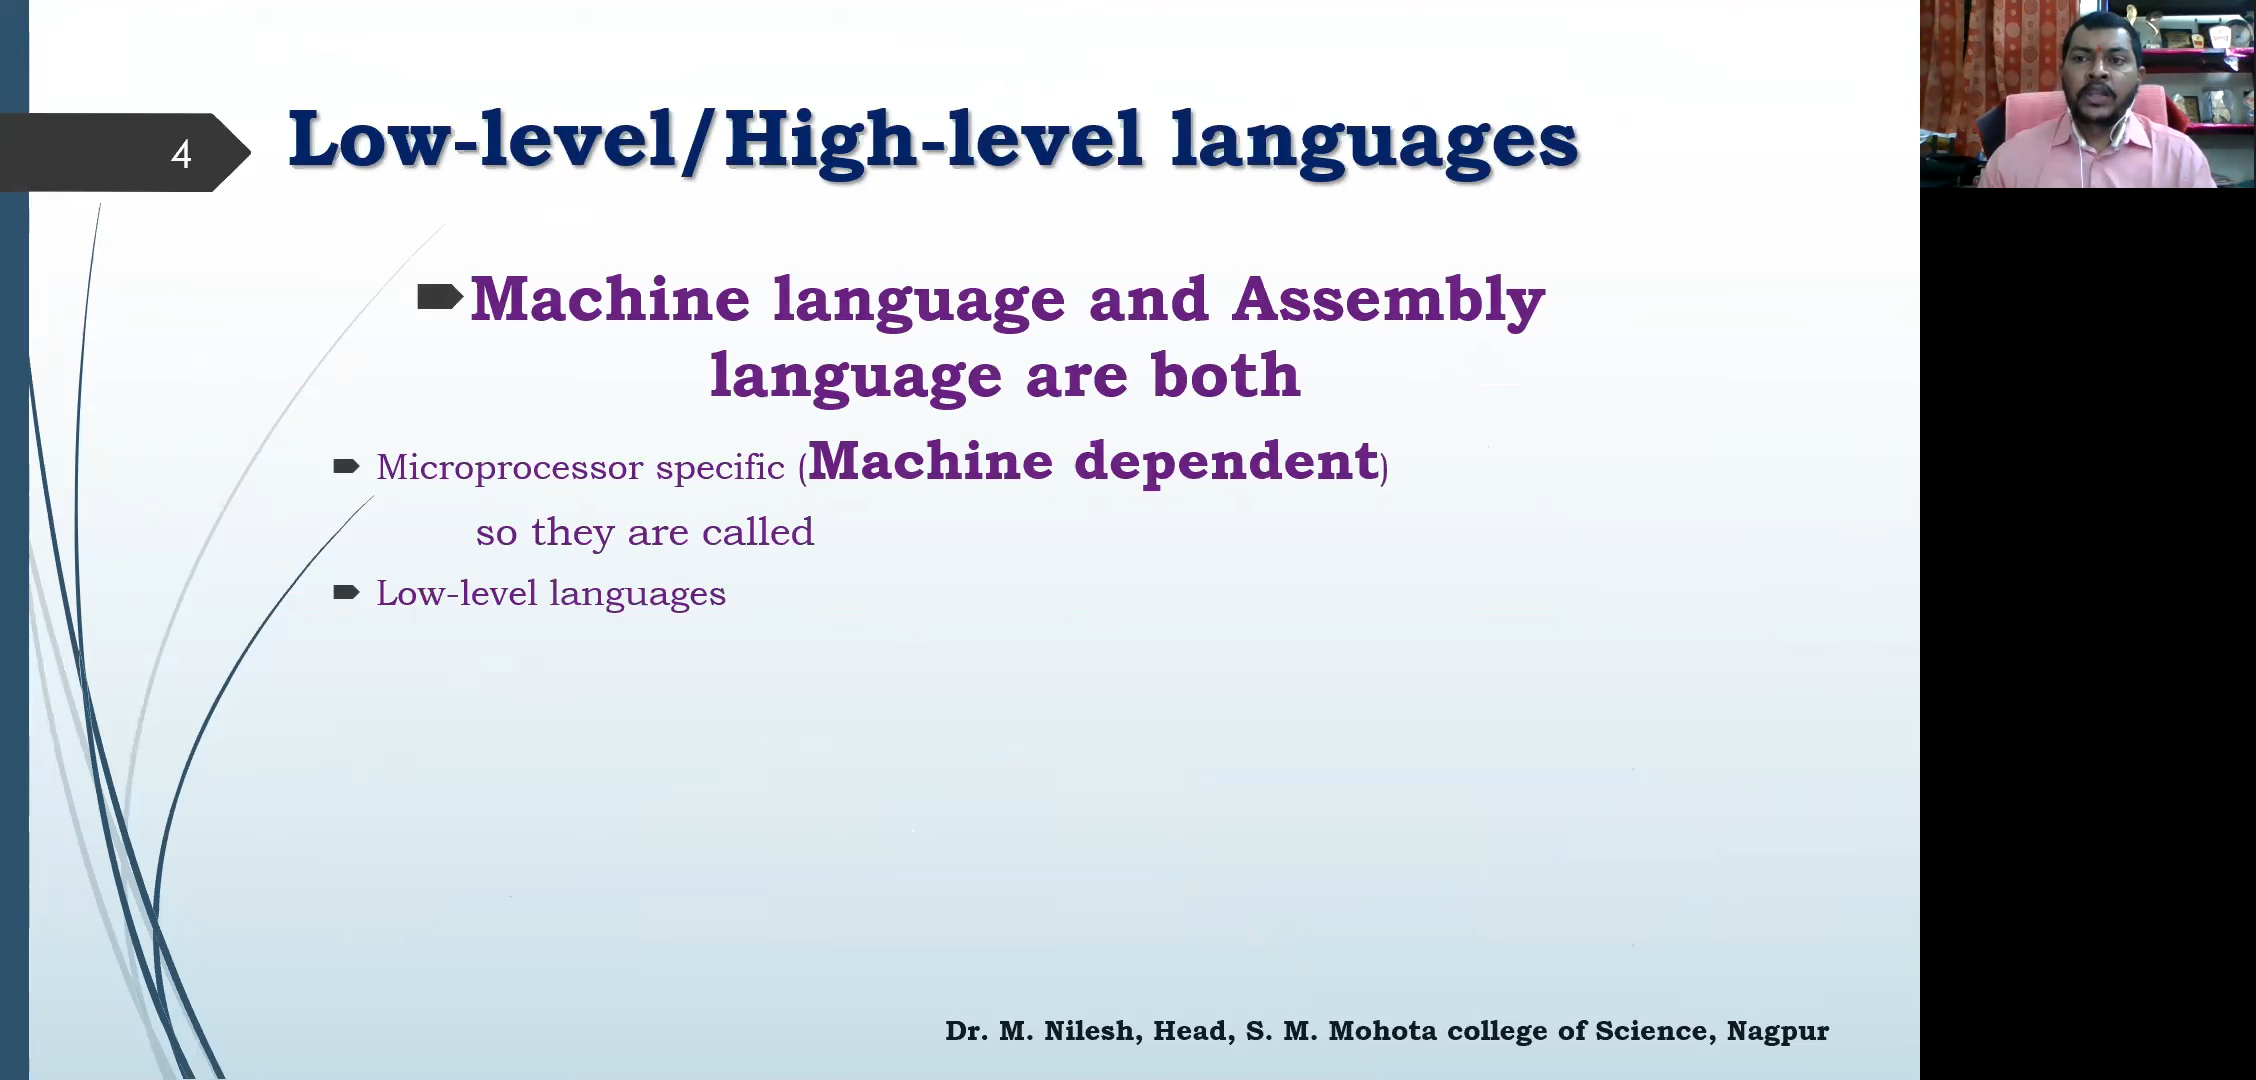 4
Low-level/High-level languages
Machine language and Assembly
language are both
Microprocessor specific (Machine dependent)
so they are called
Low-level languages
Dr. M. Nilesh, Head, S. M. Mohota college of Science, Nagpur